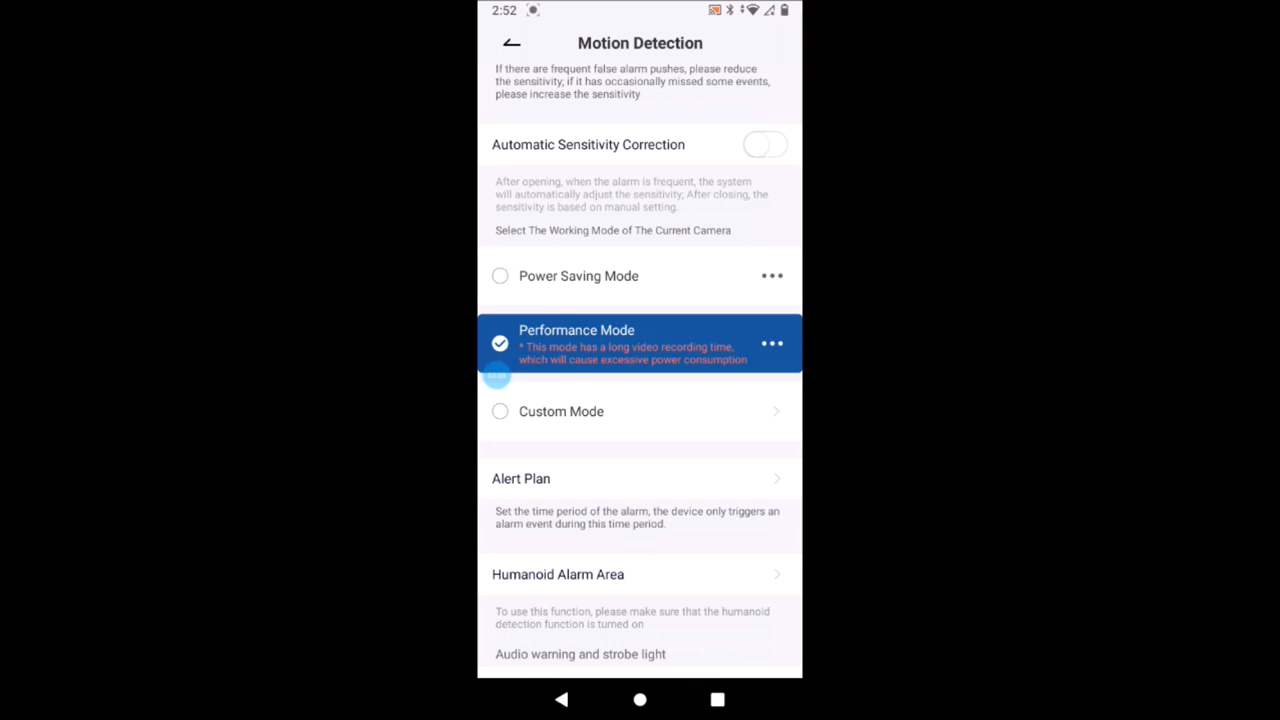 2:52
Motion Detection
If there are frequent false alarm pushes, please reduce
the sensitivity; if it has occasionally missed some events,
please increase the sensitivity
Automatic Sensitivity Correction
After opening, when the alarm is frequent, the system
will automatically adjust the sensitivity; After closing, the
sensitivity is based on manual setting.
Select The Working Mode of The Current Camera
Power Saving Mode
Performance Mode
* This mode has a long video recording time,
which will cause excessive power consumption
Custom Mode
Alert Plan
Set the time period of the alarm, the device only triggers an
alarm event during this time period.
Humanoid Alarm Area
To use this function, please make sure that the humanoid
detection function is turned on
Audio warning and strobe light